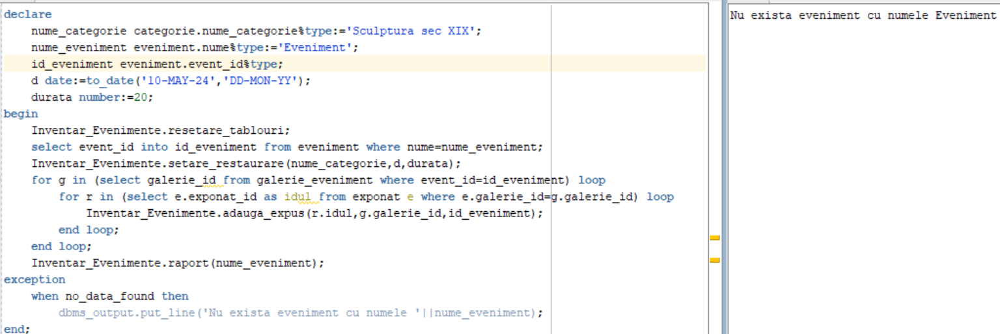 declare
    nume_categorie categorie.nume_categorie%type:='Sculptura sec XIX';
    nume_eveniment eveniment.nume%type:='Eveniment';
    id_eveniment eveniment.event_id%type;
    d date:=to_date('10-MAY-24','DD-MON-YY');
    durata number:=20;
begin
    Inventar_Evenimente.resetare_tablouri;
    select event_id into id_eveniment from eveniment where nume=nume_eveniment;
    Inventar_Evenimente.setare_restaurare(nume_categorie,d,durata);
    for g in (select galerie_id from galerie_eveniment where event_id=id_eveniment) loop
        for r in (select e.exponat_id as idul from exponat e where e.galerie_id=g.galerie_id) loop
            Inventar_Evenimente.adauga_expus(r.idul,g.galerie_id,id_eveniment);
        end loop;
    end loop;
    Inventar_Evenimente.raport(nume_eveniment);
exception
    when no_data_found then
        dbms_output.put_line('Nu exista eveniment cu numele '||nume_eveniment);
end;
Nu exista eveniment cu numele Eveniment